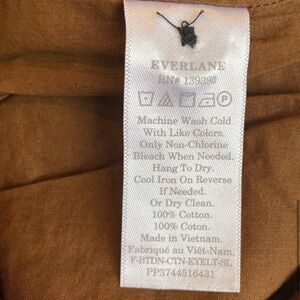 EVERLANE
RN# 139393
P
Machine Wash Cold
With Like Colors.
Only Non-Chlorine
Bleach When Needed.
Hang To Dry.
Cool Iron On Reverse
If Needed.
Or Dry Clean.
100% Cotton.
100% Coton.
Made in Vietnam.
Fabriqué au Viêt-Nam.
F-BTDN-CTN-EYELT-SL
PP3744516431